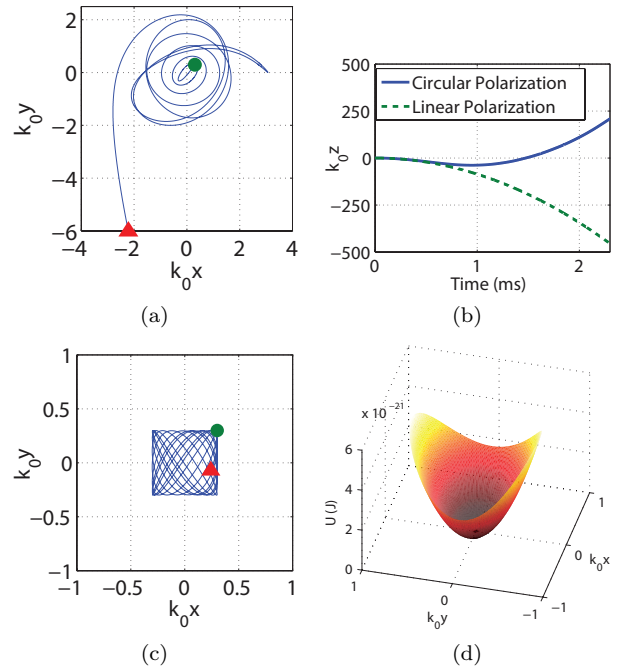 2
0
−2
−4
−6
k₀y
−4 −2 0 2 4
k₀x
(a)
500
250
0
−250
−500
k₀z
Circular Polarization
Linear Polarization
0 1 2
Time (ms)
(b)
1
0.5
0
−0.5
−1
k₀y
−1 −0.5 0 0.5 1
k₀x
(c)
x 10⁻²¹
6
4
2
0
U (J)
1
0
−1
k₀y
1
0
−1
k₀x
(d)